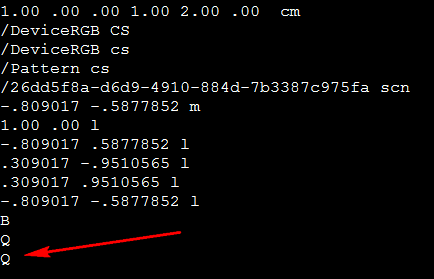 1.00 .00 .00 1.00 2.00 .00  cm
/DeviceRGB CS
/DeviceRGB cs
/Pattern cs
/26dd5f8a-d6d9-4910-884d-7b3387c975fa scn
-.809017 -.5877852 m
1.00 .00 l
-.809017 .5877852 l
.309017 -.9510565 l
.309017 .9510565 l
-.809017 -.5877852 l
B
Q
Q